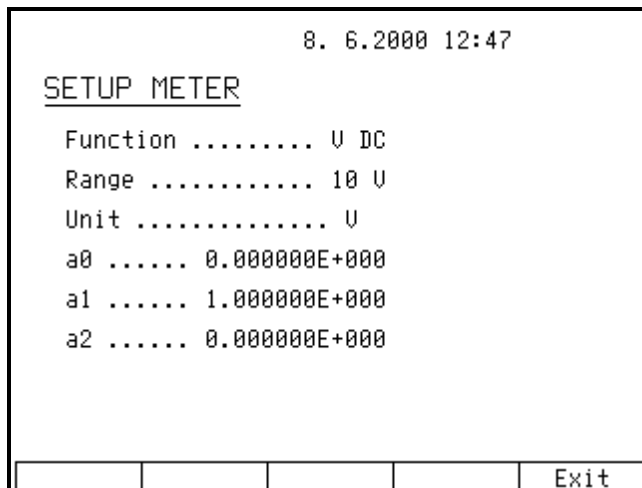 8. 6.2000 12:47
SETUP METER
Function ......... V DC
Range ............. 10 V
Unit ............... V
a0 ...... 0.000000E+000
a1 ...... 1.000000E+000
a2 ...... 0.000000E+000
Exit